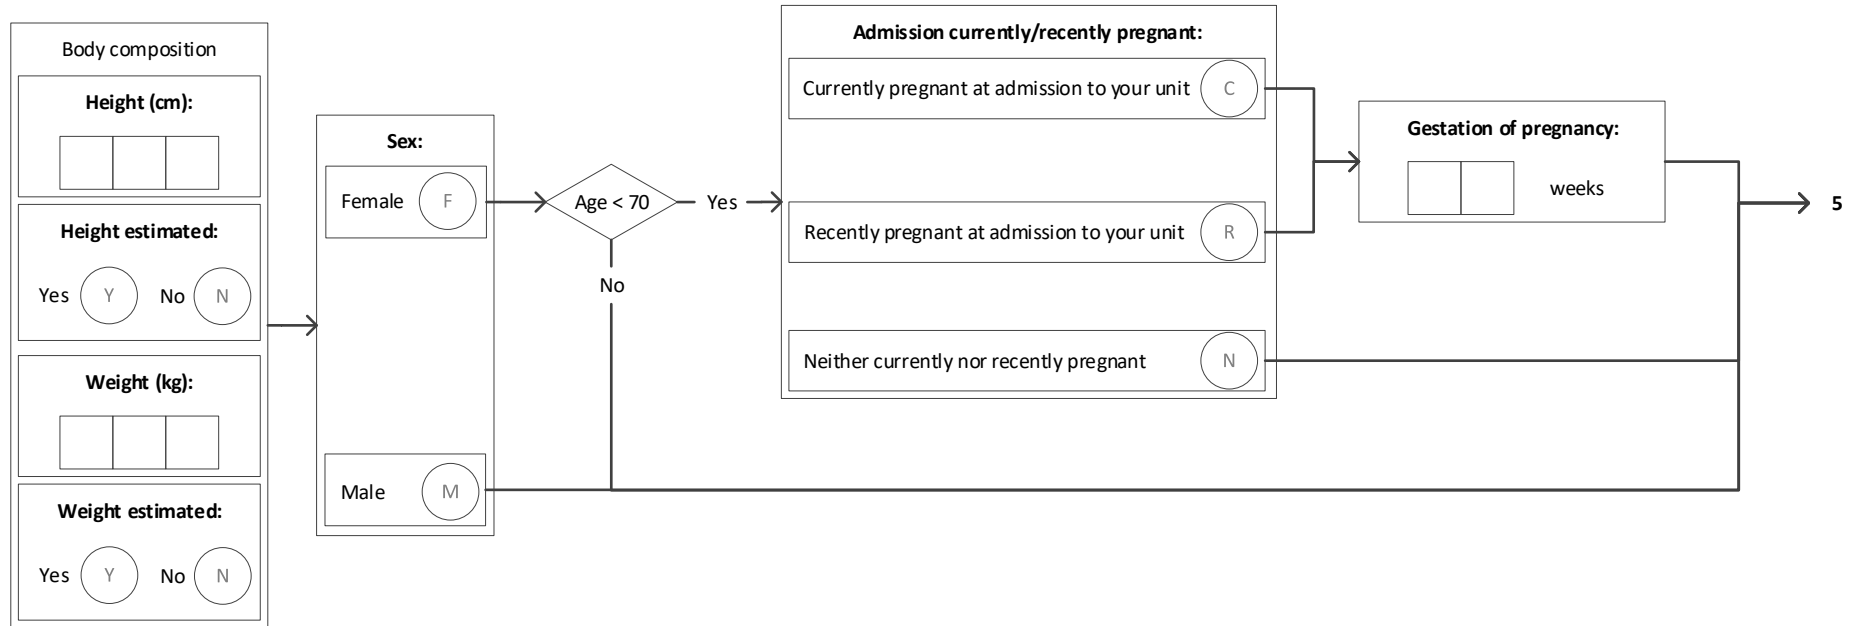 Body composition
Height (cm):
Height estimated:
Yes Y No N
Weight (kg):
Weight estimated:
Yes Y No N
Sex:
Female F
Male M
Age < 70
Yes
No
Admission currently/recently pregnant:
Currently pregnant at admission to your unit C
Recently pregnant at admission to your unit R
Neither currently nor recently pregnant N
Gestation of pregnancy:
weeks
5